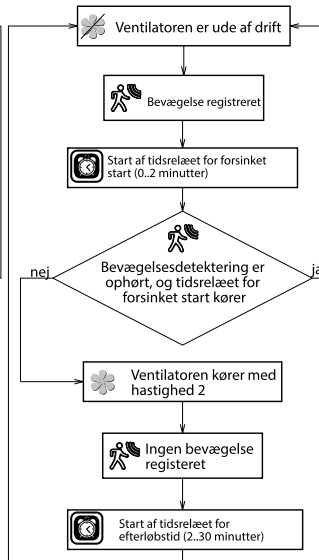 Ventilatoren er ude af drift
Bevægelse registreret
Start af tidsrelæet for forsinket
start (0..2 minutter)
Bevægelsesdetektering er
ophørt, og tidsrelæet for
forsinket start kører
nej
ja
Ventilatoren kører med
hastighed 2
Ingen bevægelse
registeret
Start af tidsrelæet for
efterløbstid (2..30 minutter)